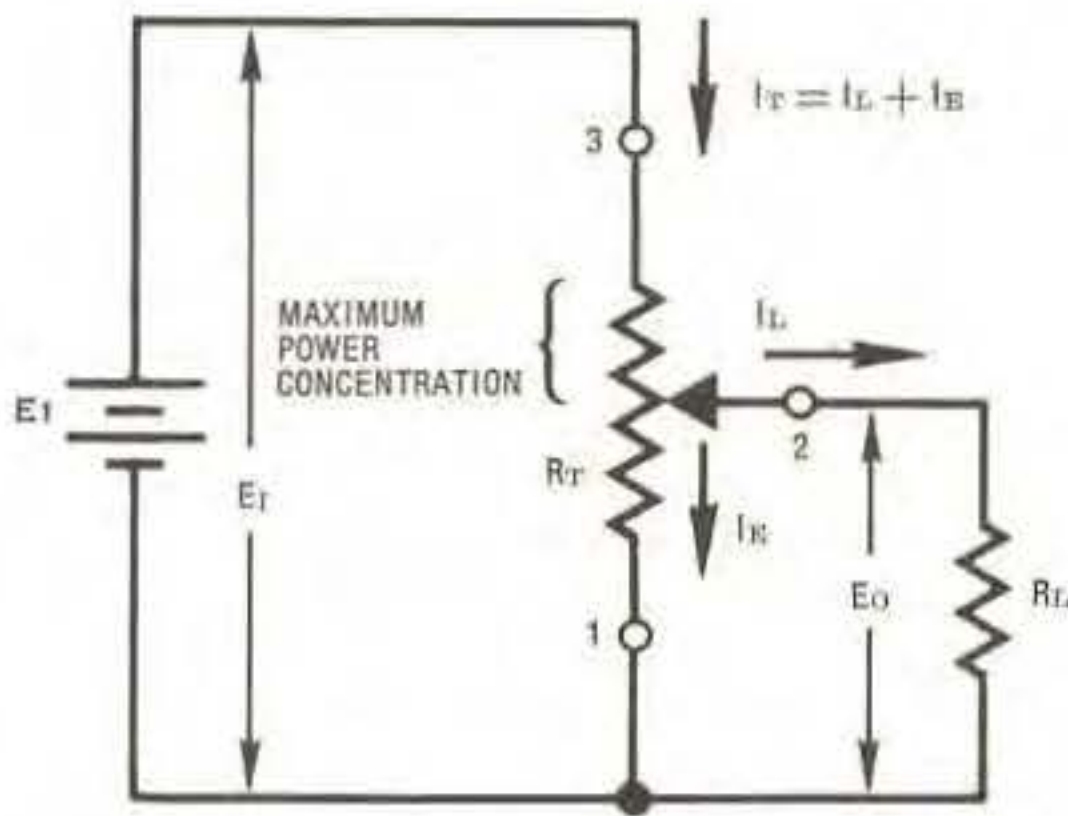 IT = IL + IE
3
MAXIMUM
POWER
CONCENTRATION
IL
E1
2
RT
EI
IE
EO
RL
1